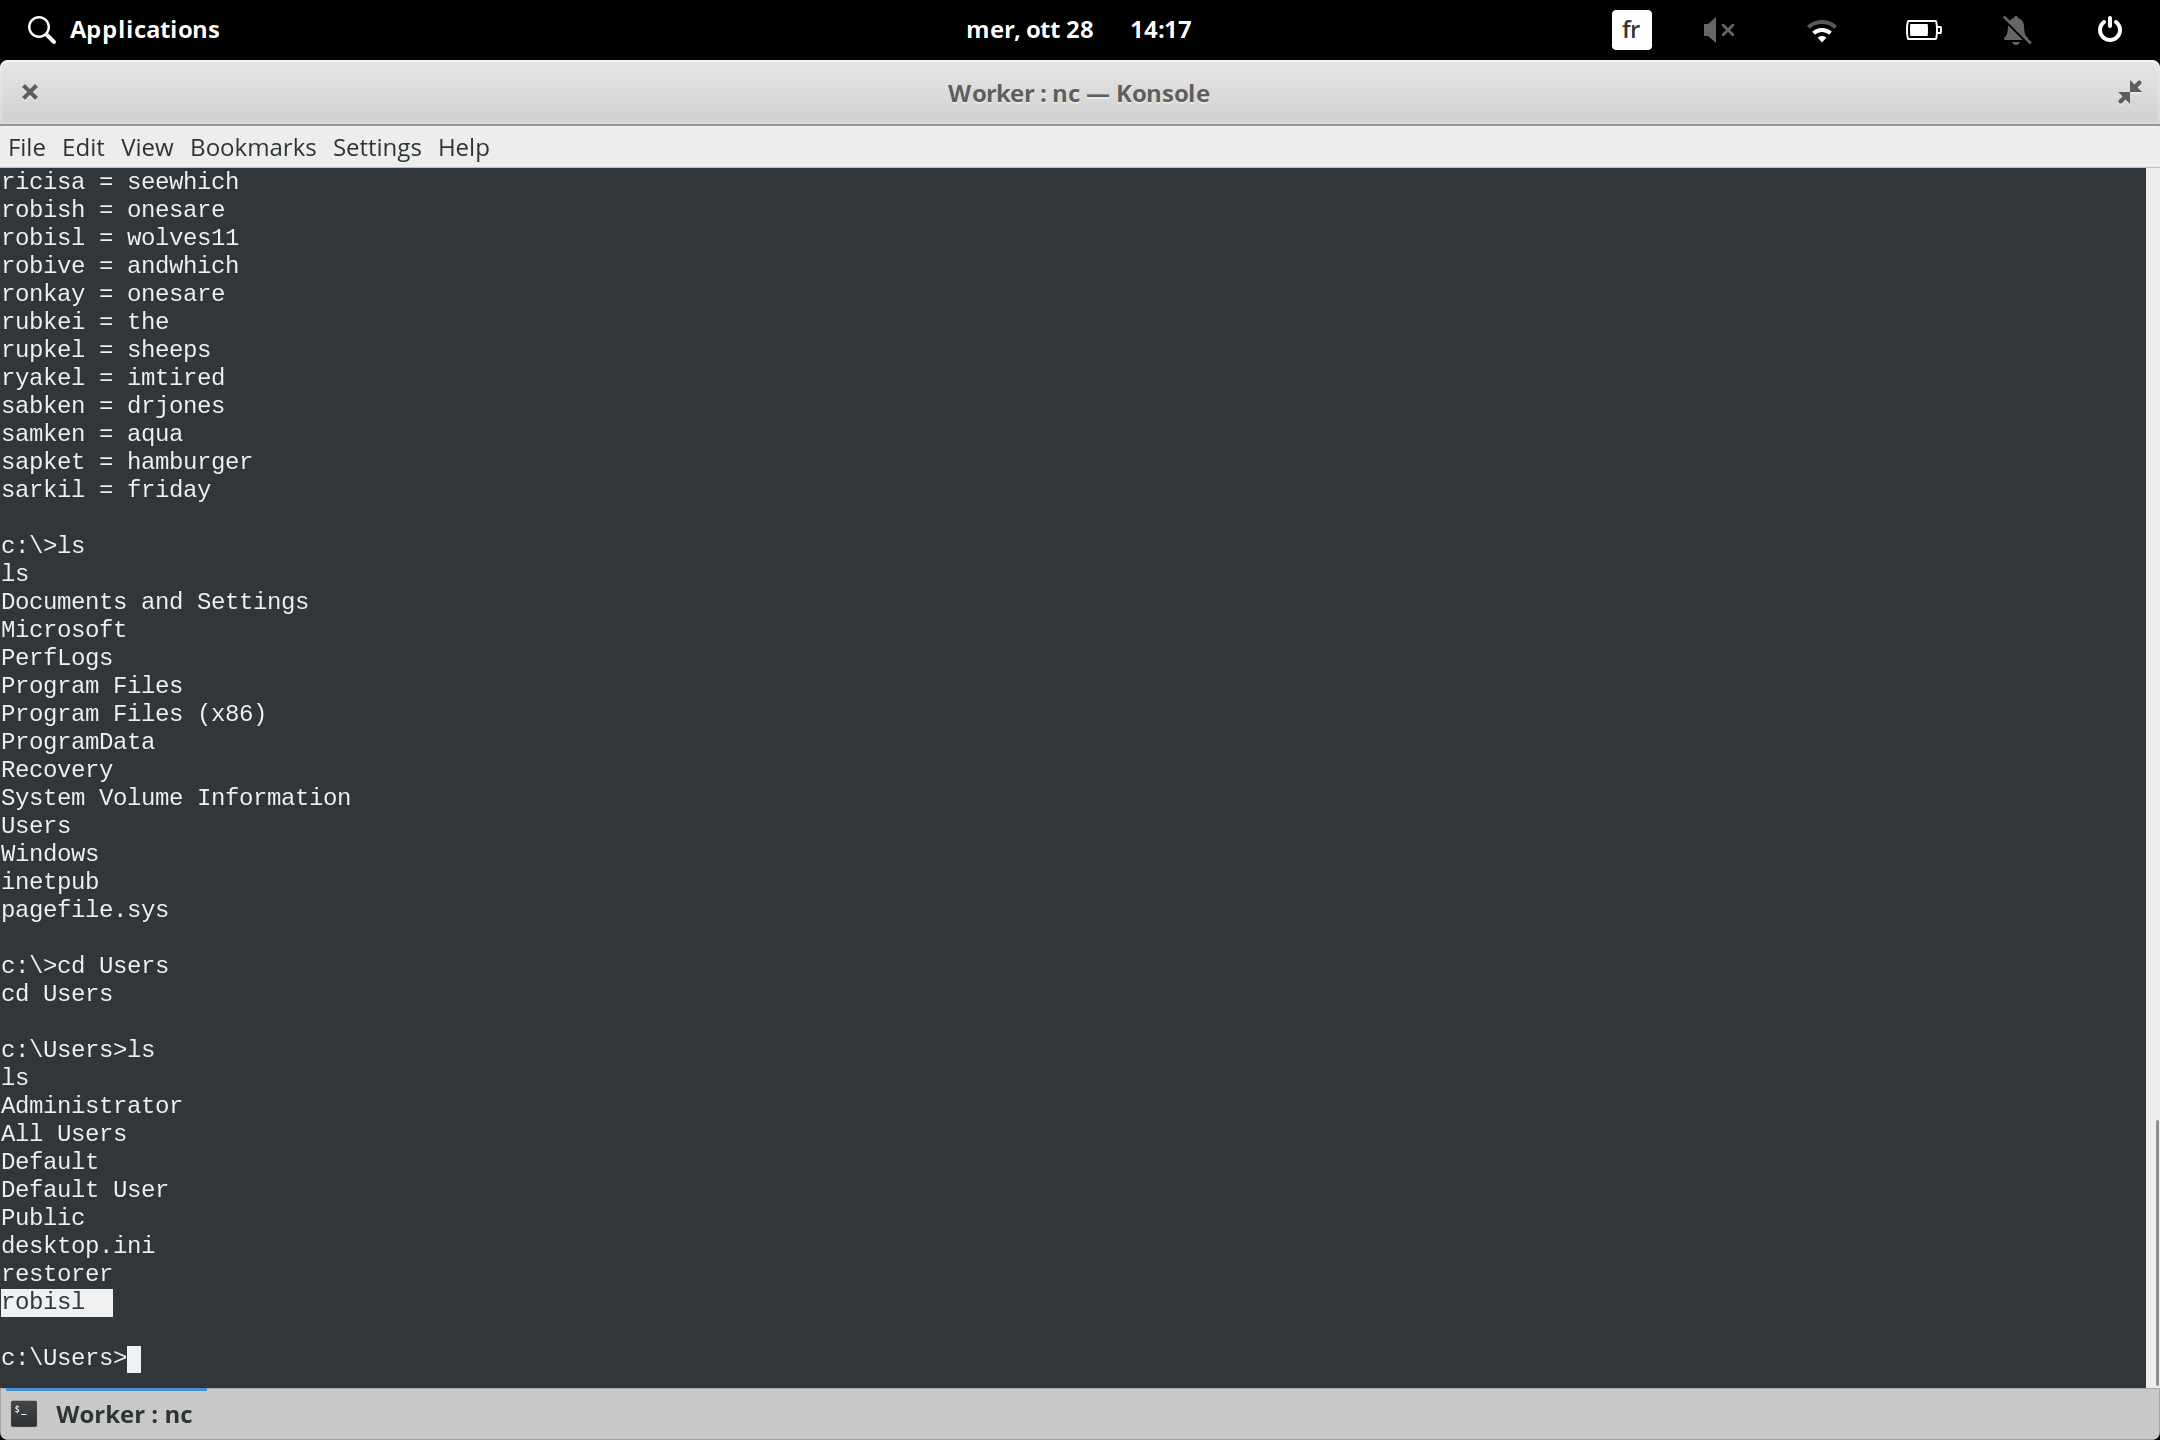 Applications
mer, ott 28 14:17
fr
Worker : nc — Konsole
File Edit View Bookmarks Settings Help
ricisa = seewhich
robish = onesare
robisl = wolves11
robive = andwhich
ronkay = onesare
rubkei = the
rupkel = sheeps
ryakel = imtired
sabken = drjones
samken = aqua
sapket = hamburger
sarkil = friday
c:\>ls
ls
Documents and Settings
Microsoft
PerfLogs
Program Files
Program Files (x86)
ProgramData
Recovery
System Volume Information
Users
Windows
inetpub
pagefile.sys
c:\>cd Users
cd Users
c:\Users>ls
ls
Administrator
All Users
Default
Default User
Public
desktop.ini
restorer
robisl
c:\Users>
Worker : nc